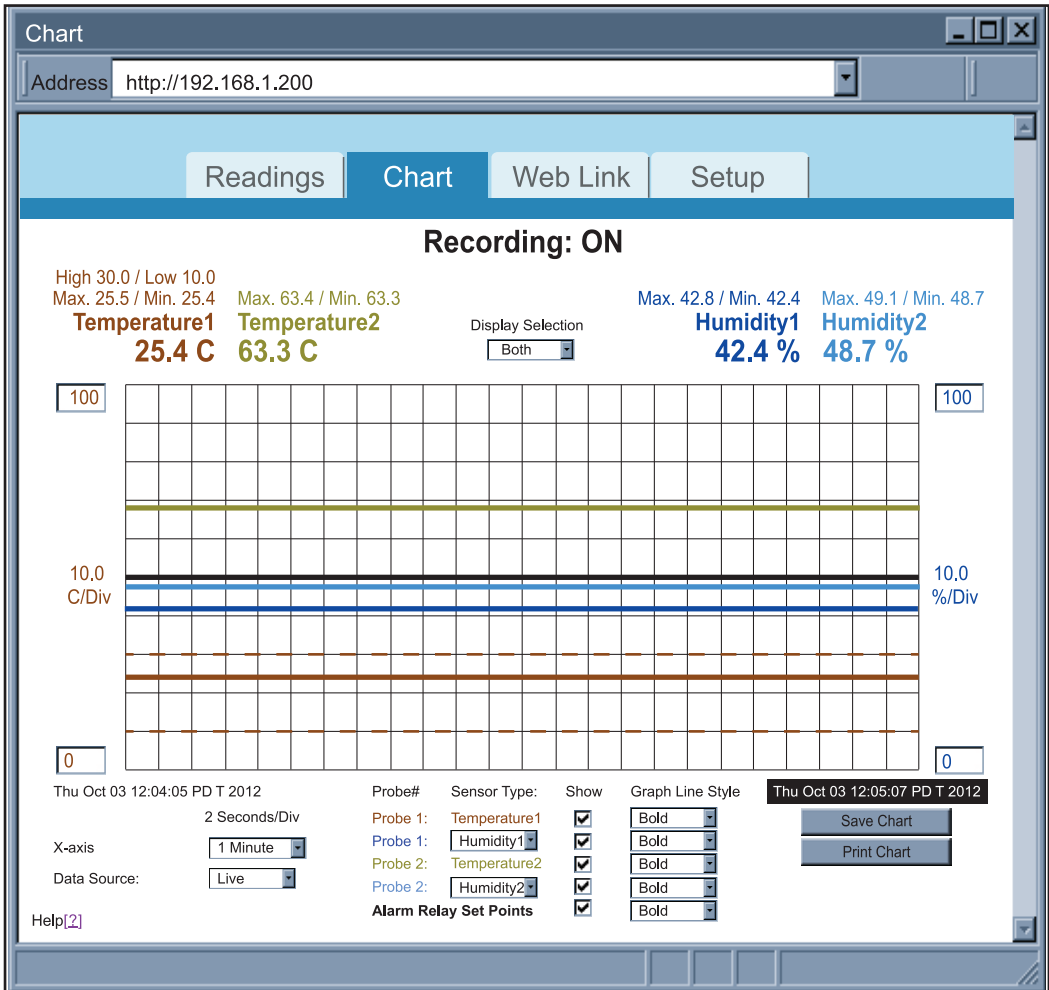 Chart
Address http://192.168.1.200
Readings Chart Web Link Setup
Recording: ON
High 30.0 / Low 10.0
Max. 25.5 / Min. 25.4 Max. 63.4 / Min. 63.3 Max. 42.8 / Min. 42.4 Max. 49.1 / Min. 48.7
Temperature1 Temperature2 Display Selection Humidity1 Humidity2
25.4 C 63.3 C Both 42.4 % 48.7 %
100 100
10.0 10.0
C/Div %/Div
0 0
Thu Oct 03 12:04:05 PD T 2012 Probe# Sensor Type: Show Graph Line Style Thu Oct 03 12:05:07 PD T 2012
2 Seconds/Div Probe 1: Temperature1 Bold Save Chart
X-axis 1 Minute Probe 1: Humidity1 Bold Print Chart
Probe 2: Temperature2 Bold
Data Source: Live Probe 2: Humidity2 Bold
Alarm Relay Set Points Bold
Help[?]